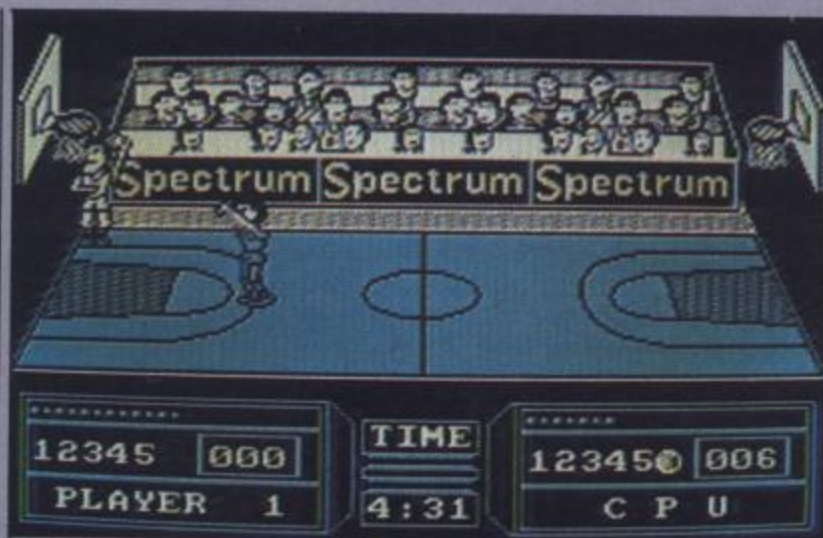 Spectrum Spectrum Spectrum
12345 000
PLAYER 1
TIME
4:31
12345 006
C P U